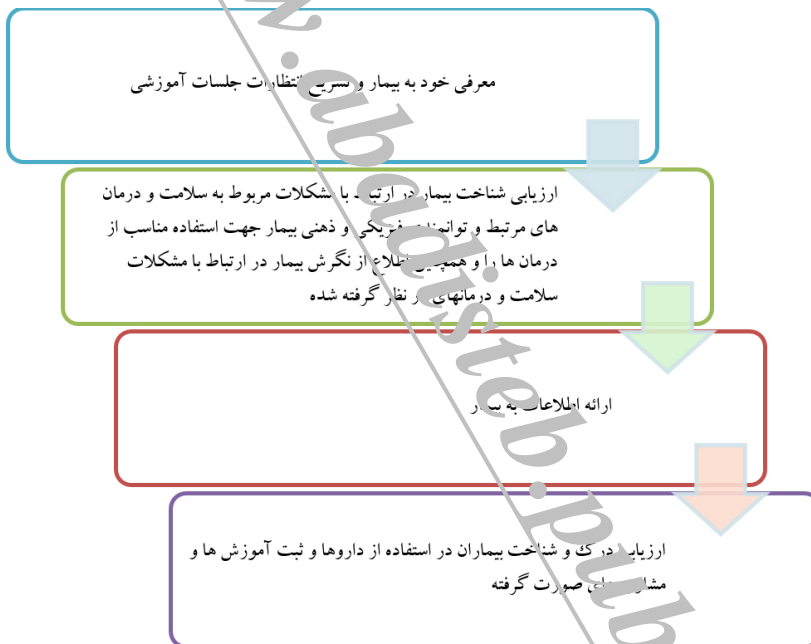 معرفی خود به بیمار و تشریح انتظارات جلسات آموزشی
ارزیابی شناخت بیمار در ارتباط با مشکلات مربوط به سلامت و درمان
های مرتبط و توانمندی فیزیکی و ذهنی بیمار جهت استفاده مناسب از
درمان ها را و همچنین اطلاع از نگرش بیمار در ارتباط با مشکلات
سلامت و درمانهای در نظر گرفته شده
ارائه اطلاعات به بیمار
ارزیابی درک و شناخت بیماران در استفاده از داروها و ثبت آموزش ها و
صورت گرفته
.abadisteb.pub